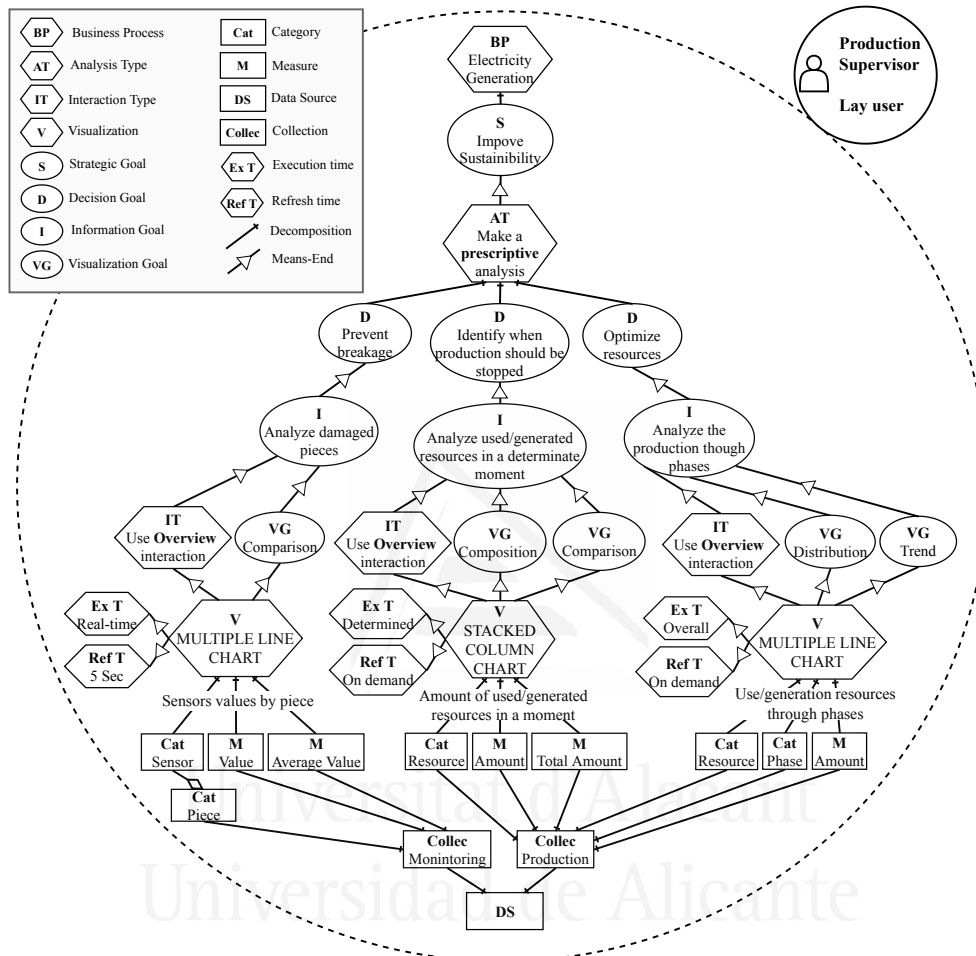 BP Business Process
AT Analysis Type
IT Interaction Type
V Visualization
S Strategic Goal
D Decision Goal
I Information Goal
VG Visualization Goal
Cat Category
M Measure
DS Data Source
Collec Collection
Ex T Execution time
Ref T Refresh time
Decomposition
Means-End
Production
Supervisor
Lay user
BP
Electricity
Generation
S
Impove
Sustainibility
AT
Make a
prescriptive
analysis
D
Prevent
breakage
D
Identify when
production should be
stopped
D
Optimize
resources
I
Analyze damaged
pieces
I
Analyze used/generated
resources in a determinate
moment
I
Analyze the
production though
phases
IT
Use Overview
interaction
VG
Comparison
IT
Use Overview
interaction
VG
Composition
VG
Comparison
IT
Use Overview
interaction
VG
Distribution
VG
Trend
Ex T
Real-time
Ref T
5 Sec
V
MULTIPLE LINE
CHART
Ex T
Determined
Ref T
On demand
V
STACKED
COLUMN
CHART
Ex T
Overall
Ref T
On demand
V
MULTIPLE LINE
CHART
Sensors values by piece
Amount of used/generated
resources in a moment
Use/generation resources
through phases
Cat
Sensor
M
Value
M
Average Value
Cat
Piece
Cat
Resource
M
Amount
M
Total Amount
Cat
Resource
Cat
Phase
M
Amount
Collec
Monintoring
Collec
Production
DS
Universitat d'Alacant
Universidad de Alicante